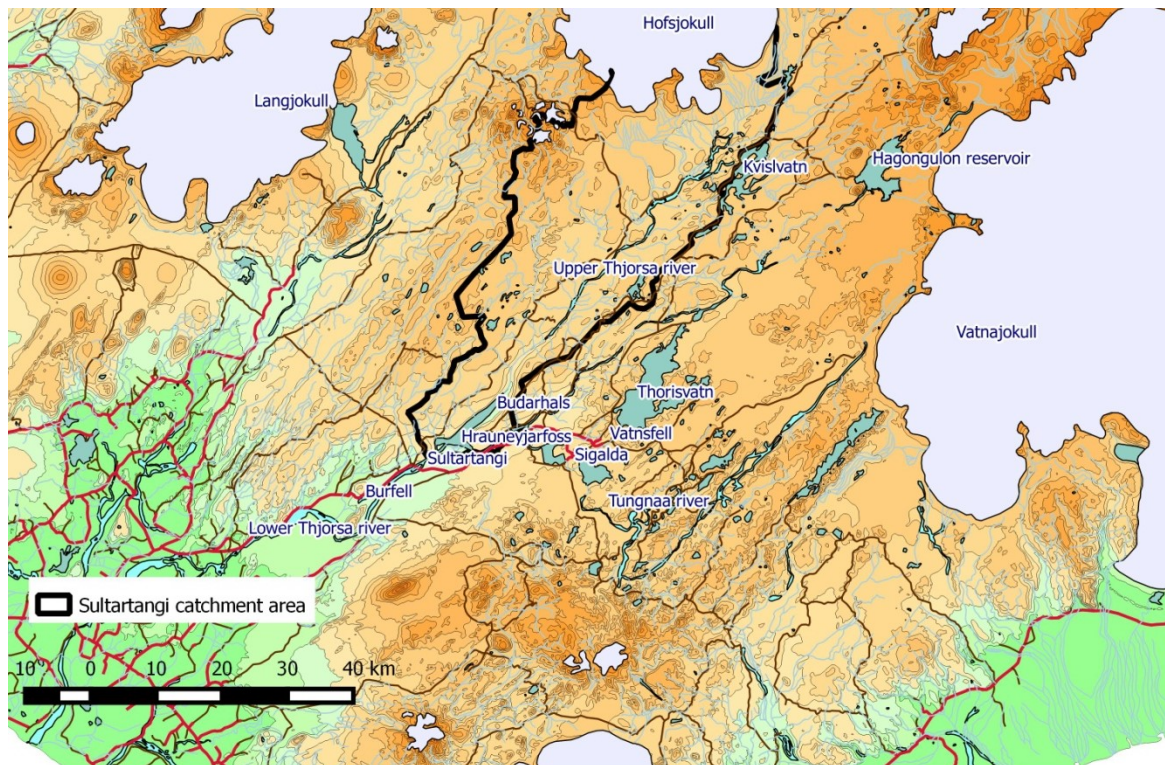 Hofsjokull
Langjokull
Kvislvatn
Hagongulon reservoir
Upper Thjorsa river
Vatnajokull
Thorisvatn
Budarhals
Hrauneyjarfoss
Vatnsfell
Sultartangi
Sigalda
Burfell
Tungnaa river
Lower Thjorsa river
Sultartangi catchment area
10 0 10 20 30 40 km